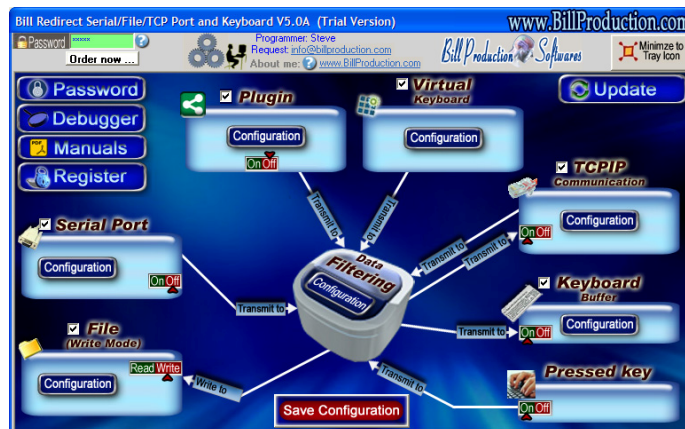 Bill Redirect Serial/File/TCP Port and Keyboard V5.0A (Trial Version)
www.BillProduction.com
Password
xxxxx
?
Order now ...
Programmer: Steve
Request: info@billproduction.com
About me: ? www.BillProduction.com
Bill Production Softwares
Minimze to
Tray Icon
Password
Debugger
PDF Manuals
Register
Plugin
Configuration
On Off
Virtual
Keyboard
Configuration
Update
TCPIP
Communication
Configuration
On Off
Serial Port
Configuration
On Off
Transmit to
Transmit to
Transmit to
Transmit to
Data
Filtering
Configuration
Transmit to
Keyboard
Buffer
Configuration
On Off
Transmit to
File
(Write Mode)
Read Write
Configuration
Write to
Transmit to
Pressed key
On Off
Save Configuration